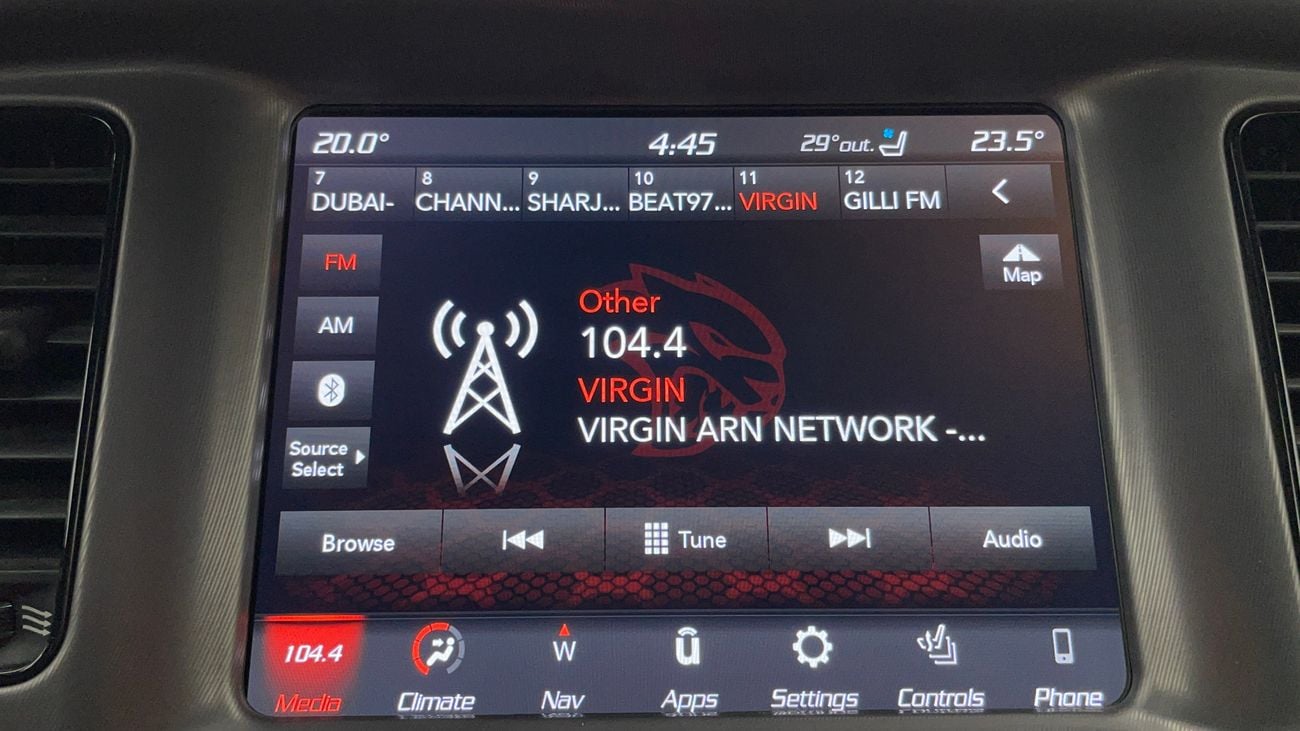 20.0° 4:45 29°out. 23.5°
7 8 9 10 11 12
DUBAI- CHANN... SHARJ... BEAT97... VIRGIN GILLI FM
FM
Map
AM
Source
Select
Other
104.4
VIRGIN
VIRGIN ARN NETWORK -...
Browse Tune Audio
104.4 W
Media Climate Nav Apps Settings Controls Phone